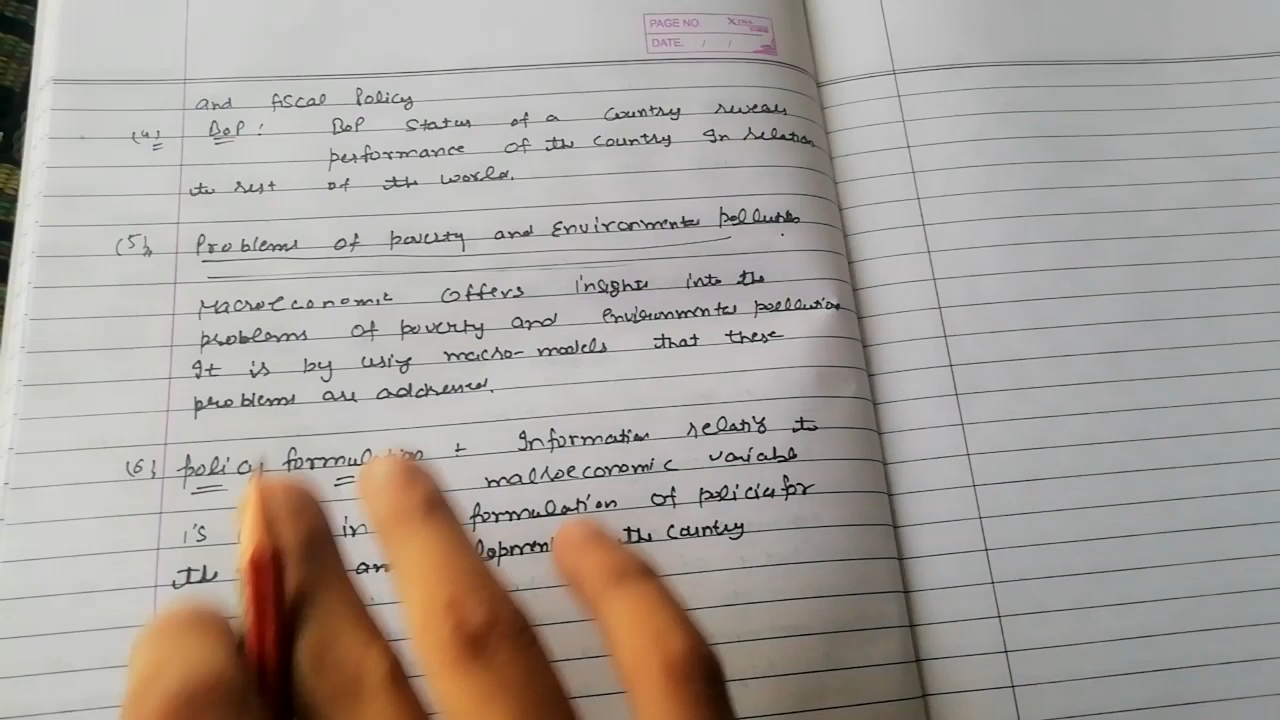 PAGE NO.
DATE. / /
and fiscal Policy
(4) BoP : BoP Status of a Country reveals
performance of the country In relation
to rest of the world.
(5) Problems of poverty and Environmental pollution
Macroeconomic offers insights into the
problems of poverty and environmental pollution
It is by using macro-models that these
problems are addressed.
(6) policy formulation Information relating to
macroeconomic variable
is in formulation of policies for
the the country